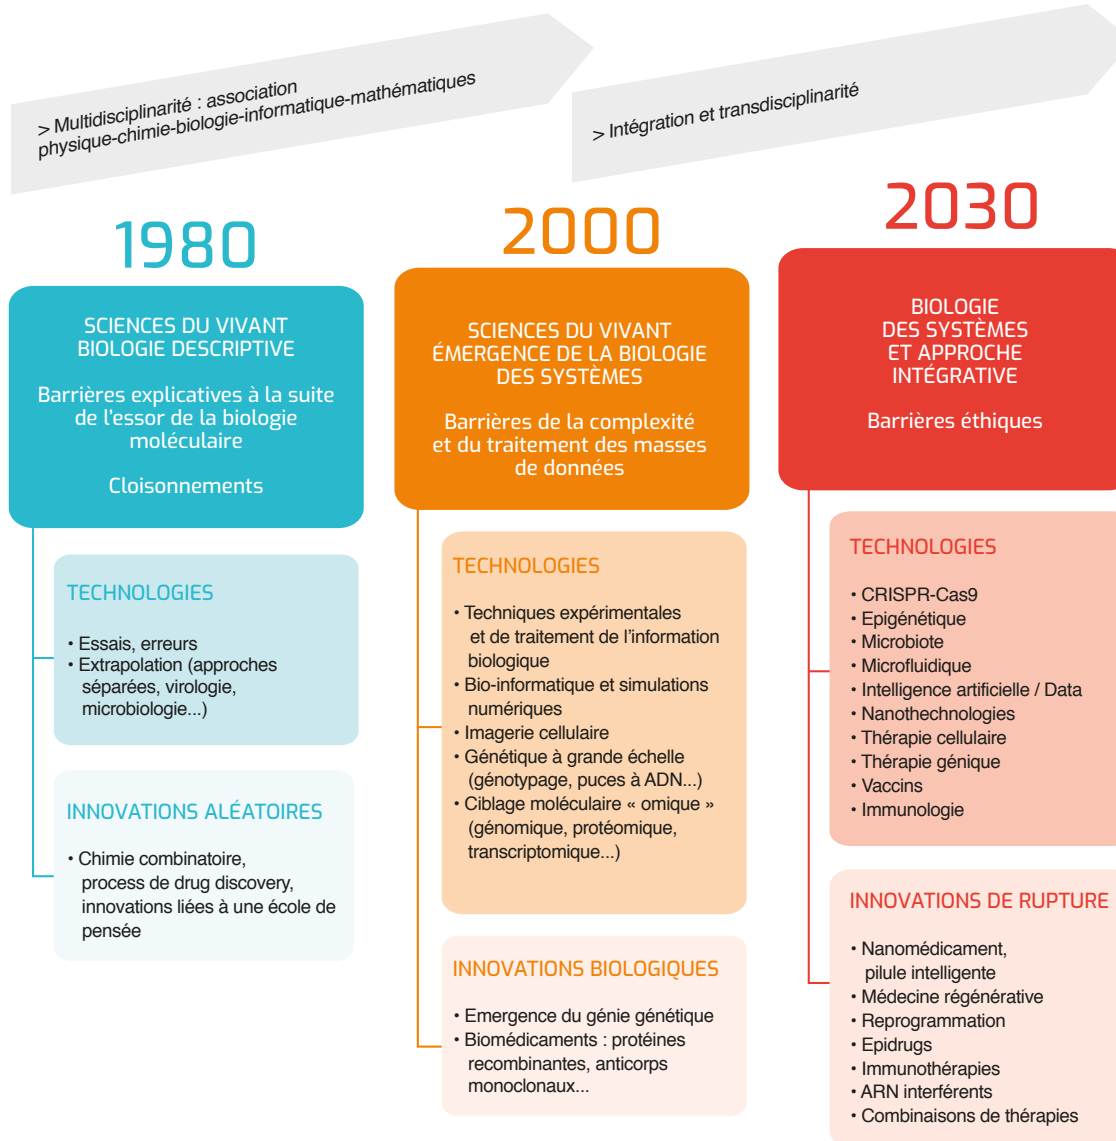 > Multidisciplinarité : association
physique-chimie-biologie-informatique-mathématiques
> Intégration et transdisciplinarité
1980
SCIENCES DU VIVANT
BIOLOGIE DESCRIPTIVE
Barrières explicatives à la suite
de l'essor de la biologie
moléculaire
Cloisonnements
TECHNOLOGIES
• Essais, erreurs
• Extrapolation (approches
séparées, virologie,
microbiologie...)
INNOVATIONS ALÉATOIRES
• Chimie combinatoire,
process de drug discovery,
innovations liées à une école de
pensée
2000
SCIENCES DU VIVANT
ÉMERGENCE DE LA BIOLOGIE
DES SYSTÈMES
Barrières de la complexité
et du traitement des masses
de données
TECHNOLOGIES
• Techniques expérimentales
et de traitement de l'information
biologique
• Bio-informatique et simulations
numériques
• Imagerie cellulaire
• Génétique à grande échelle
(génotypage, puces à ADN...)
• Ciblage moléculaire « omique »
(génomique, protéomique,
transcriptomique...)
INNOVATIONS BIOLOGIQUES
• Emergence du génie génétique
• Biomédicaments : protéines
recombinantes, anticorps
monoclonaux...
2030
BIOLOGIE
DES SYSTÈMES
ET APPROCHE
INTÉGRATIVE
Barrières éthiques
TECHNOLOGIES
• CRISPR-Cas9
• Epigénétique
• Microbiote
• Microfluidique
• Intelligence artificielle / Data
• Nanothechnologies
• Thérapie cellulaire
• Thérapie génique
• Vaccins
• Immunologie
INNOVATIONS DE RUPTURE
• Nanomédicament,
pilule intelligente
• Médecine régénérative
• Reprogrammation
• Epidrugs
• Immunothérapies
• ARN interférents
• Combinaisons de thérapies